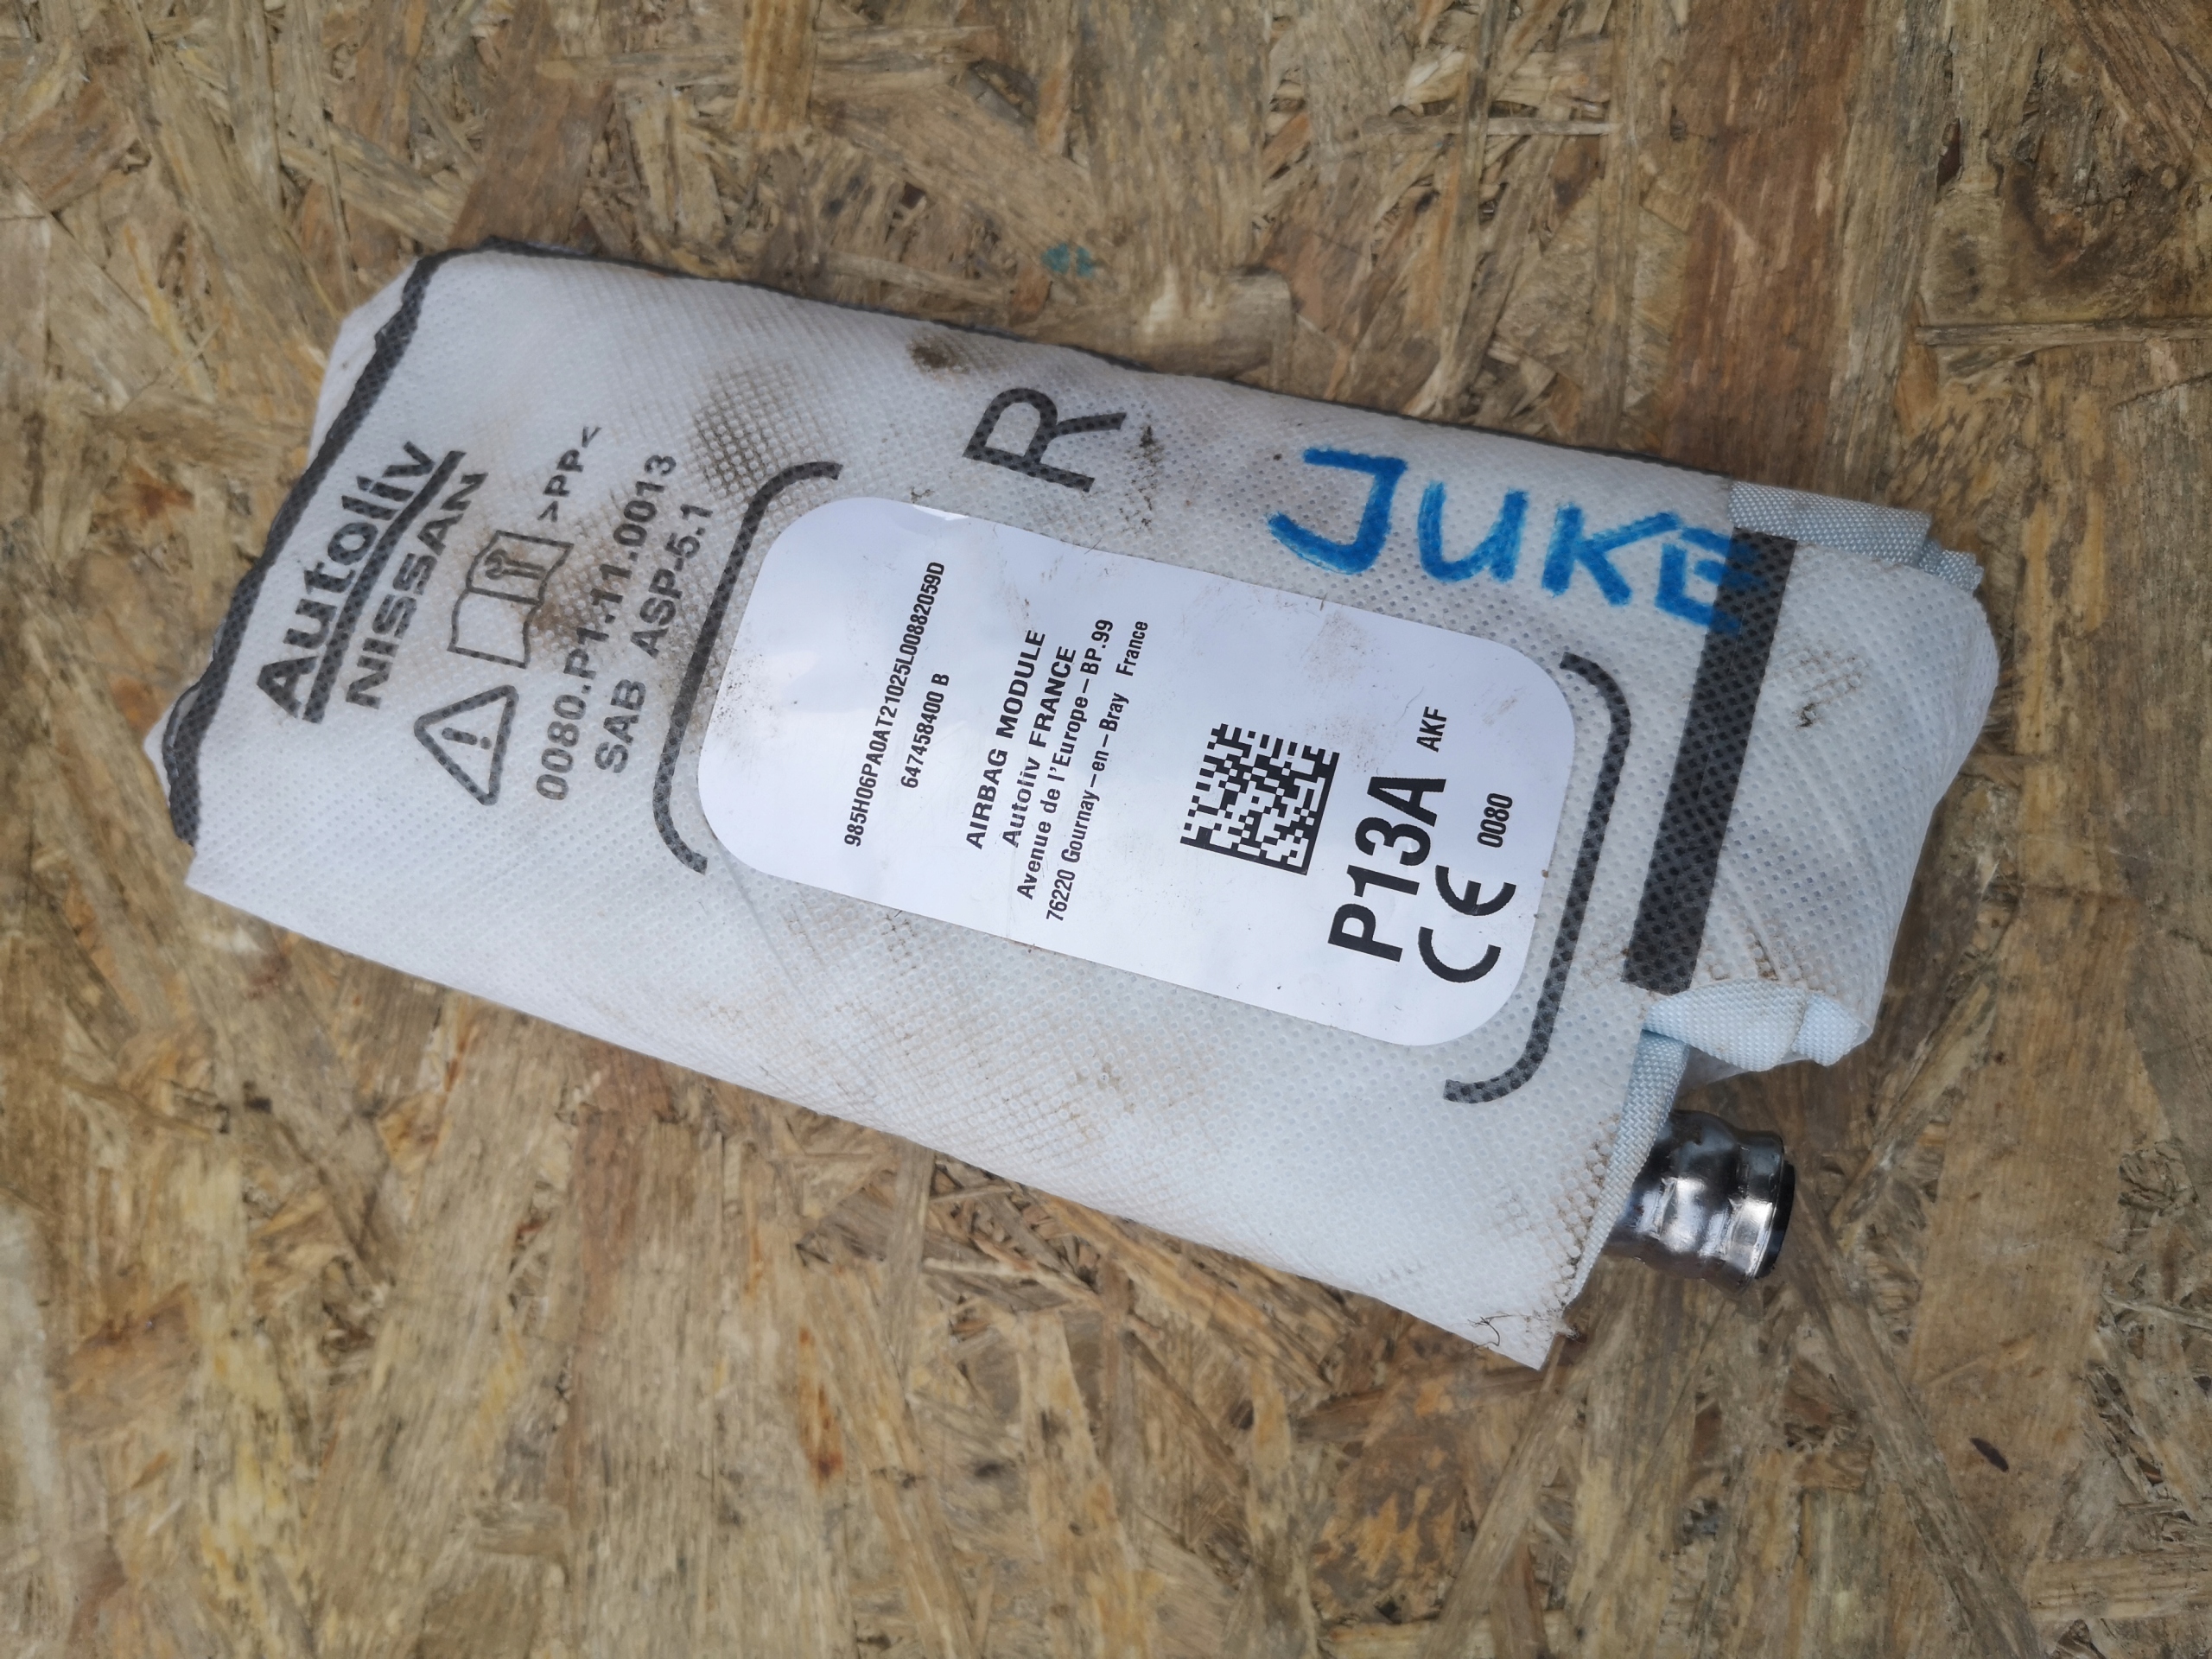 Autoliv
NISSAN
>PP<
0080.P1.11.0013
SAB ASP-5.1
R
JUKE
985H06PA0AT21025L00882059D
647458400 B
AIRBAG MODULE
Autoliv FRANCE
Avenue de l'Europe-BP.99
76220 Gournay-en-Bray France
P13A AKF
CE 0080